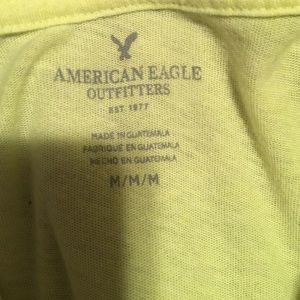 AMERICAN EAGLE
OUTFITTERS
EST. 1977
MADE IN GUATEMALA
FABRIQUE EN GUATEMALA
HECHO EN GUATEMALA
M/M/M